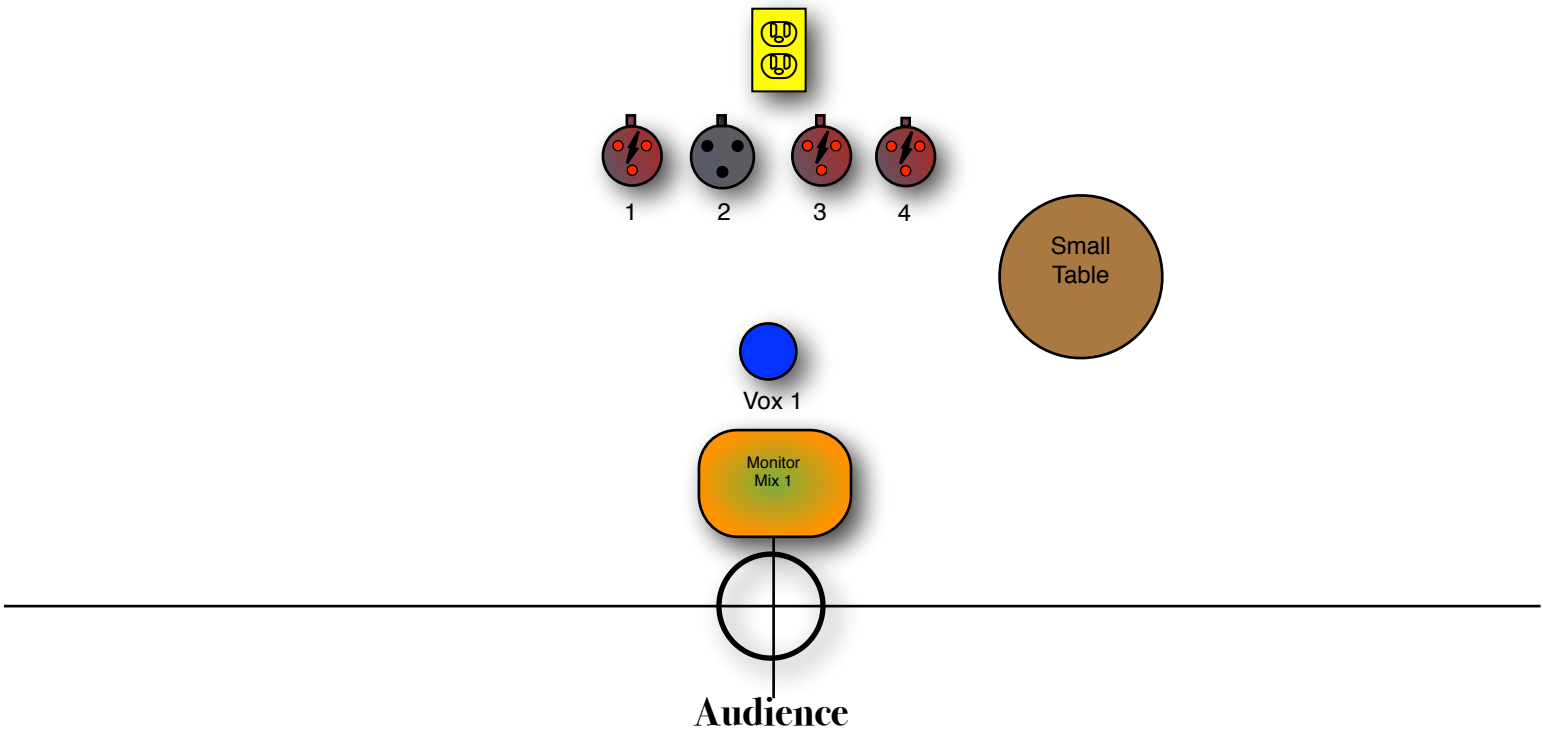 1 2 3 4
Small
Table
Vox 1
Monitor
Mix 1
Audience